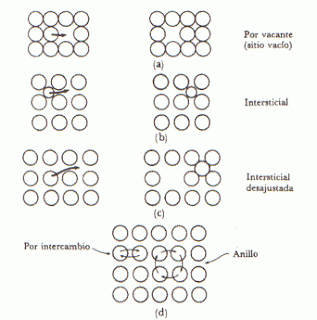 Por vacante
(sitio vacío)
(a)
Intersticial
(b)
Intersticial
desajustada
(c)
Por intercambio
Anillo
(d)